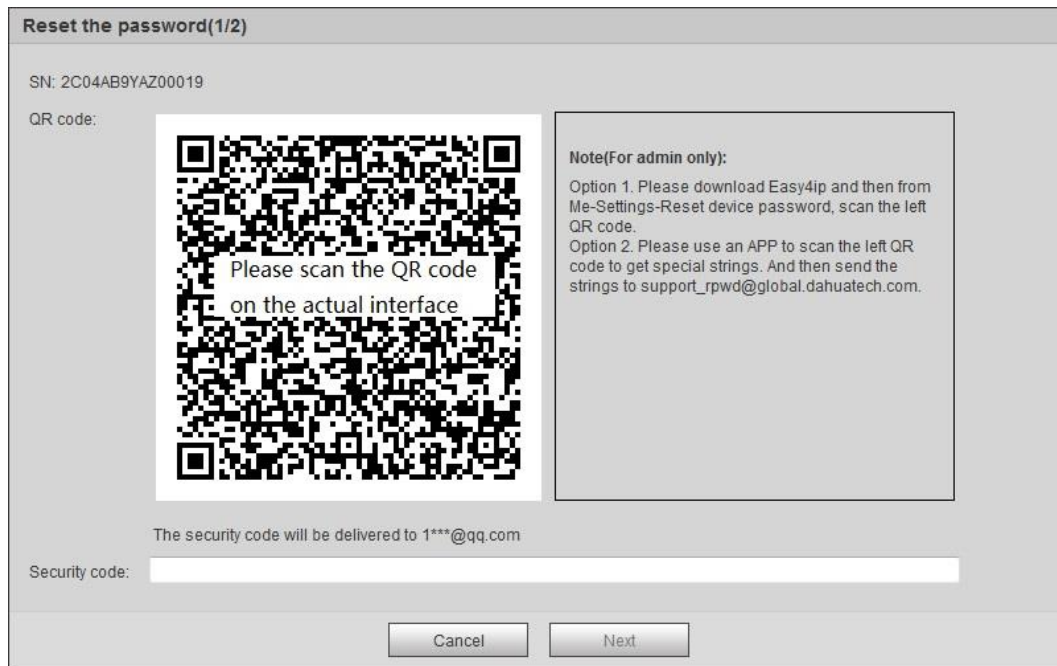 Reset the password(1/2)
SN: 2C04AB9YAZ00019
QR code:
Please scan the QR code
on the actual interface
Note(For admin only):
Option 1. Please download Easy4ip and then from
Me-Settings-Reset device password, scan the left
QR code.
Option 2. Please use an APP to scan the left QR
code to get special strings. And then send the
strings to support_rpwd@global.dahuatech.com.
The security code will be delivered to 1***@qq.com
Security code:
Cancel
Next